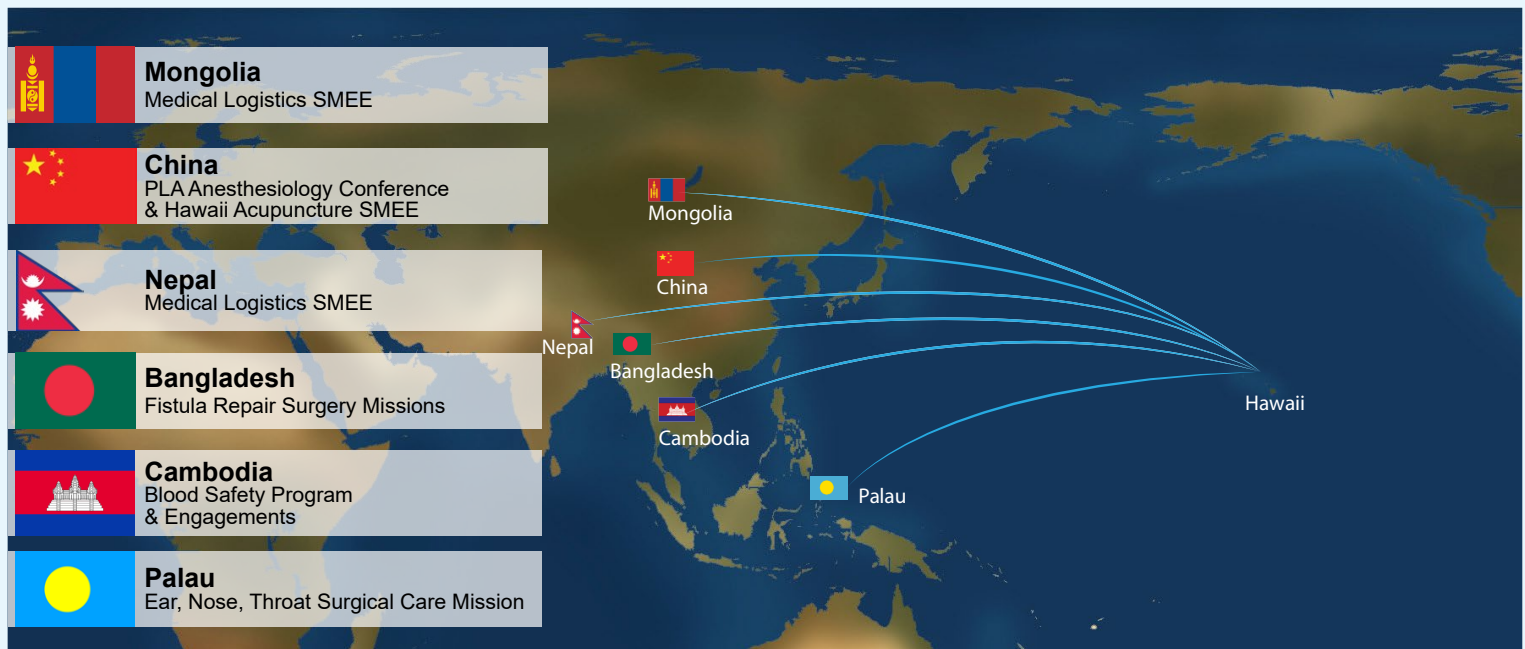 Mongolia
Medical Logistics SMEE
China
PLA Anesthesiology Conference
& Hawaii Acupuncture SMEE
Nepal
Medical Logistics SMEE
Bangladesh
Fistula Repair Surgery Missions
Cambodia
Blood Safety Program
& Engagements
Palau
Ear, Nose, Throat Surgical Care Mission
Mongolia
China
Nepal
Bangladesh
Hawaii
Cambodia
Palau